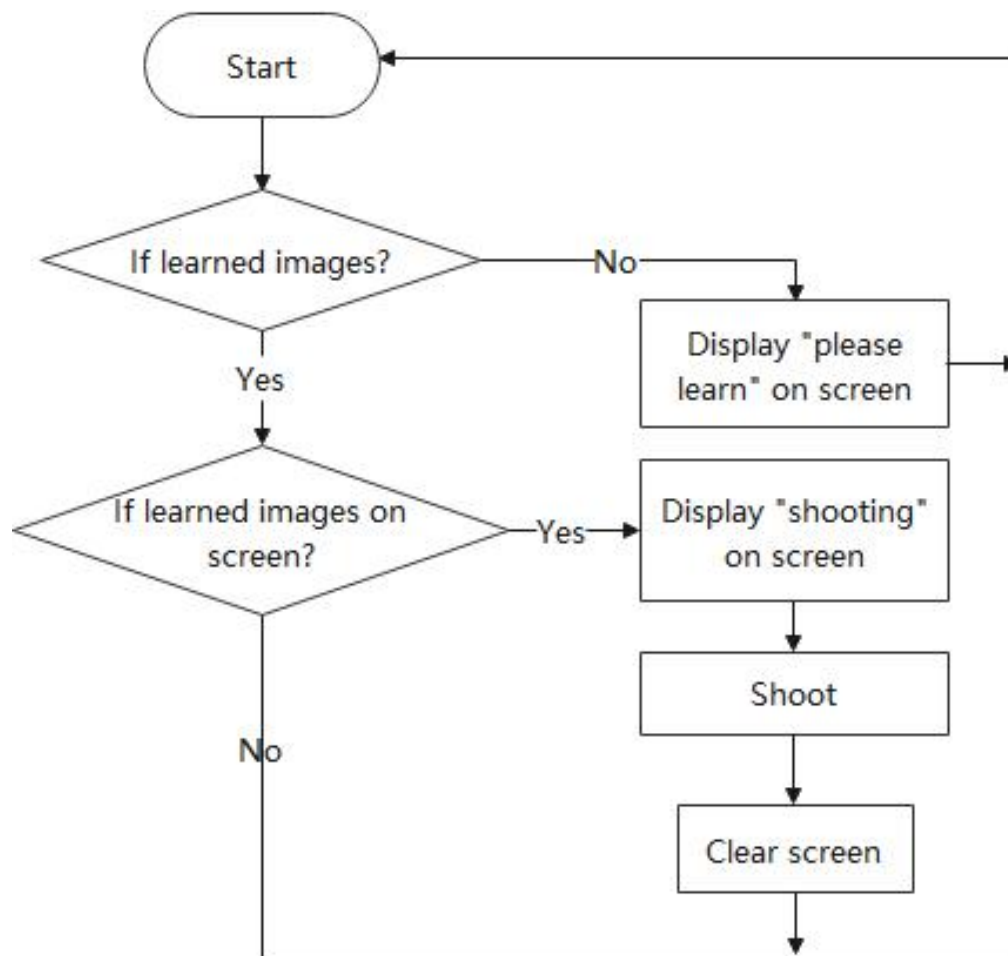 Start
If learned images?
No
Display "please
learn" on screen
Yes
If learned images on
screen?
Yes
Display "shooting"
on screen
Shoot
No
Clear screen